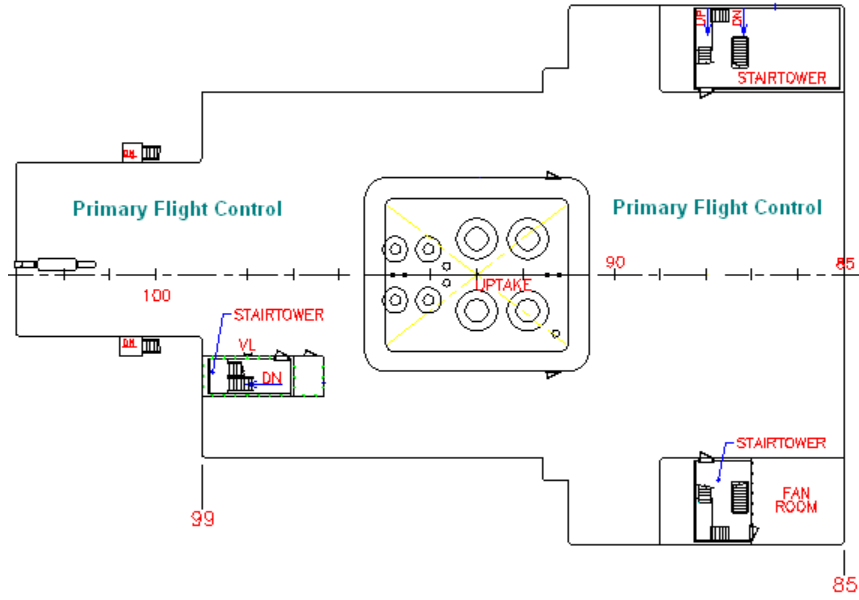 UP
DN
STAIRTOWER
DN
Primary Flight Control
Primary Flight Control
90
85
100
UPTAKE
STAIRTOWER
DN
VL
DN
STAIRTOWER
FAN
ROOM
99
85